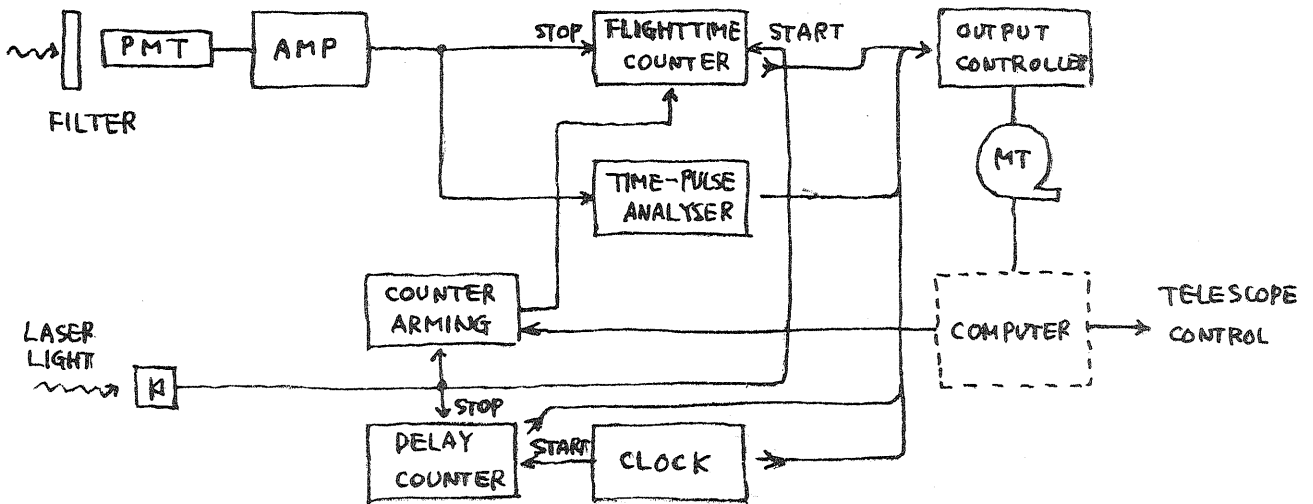 PMT
AMP
FILTER
STOP
FLIGHTTIME
COUNTER
START
OUTPUT
CONTROLLER
MT
TIME-PULSE
ANALYSER
COUNTER
ARMING
LASER
LIGHT
COMPUTER
TELESCOPE
CONTROL
STOP
DELAY
COUNTER
START
CLOCK